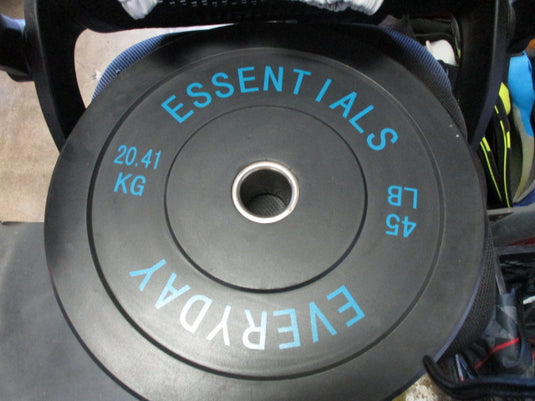 ESSENTIALS
20.41
KG
45
LB
EVERYDAY